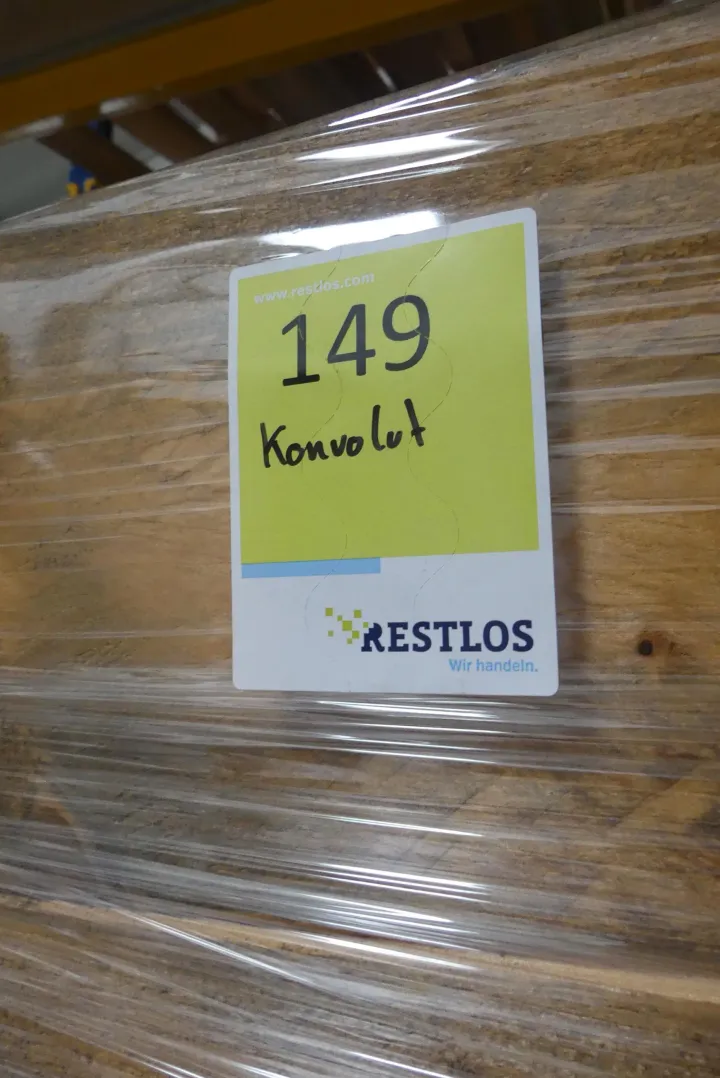 www.restlos.com
149
Konvolut
RESTLOS
Wir handeln.